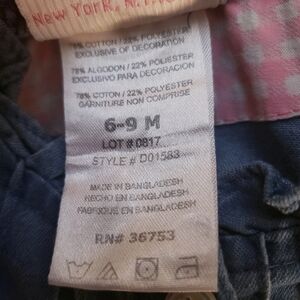 New York, N.Y.
78% COTTON / 22% POLYESTER
EXCLUSIVE OF DECORATION
78% ALGODON / 22% POLYESTER
EXCLUSIVO PARA DECORACION
78% COTON / 22% POLYESTER
GARNITURE NON COMPRISE
6-9 M
LOT # 0817
STYLE # D01583
MADE IN BANGLADESH
HECHO EN BANGLADESH
FABRIQUE EN BANGLADESH
RN# 36753